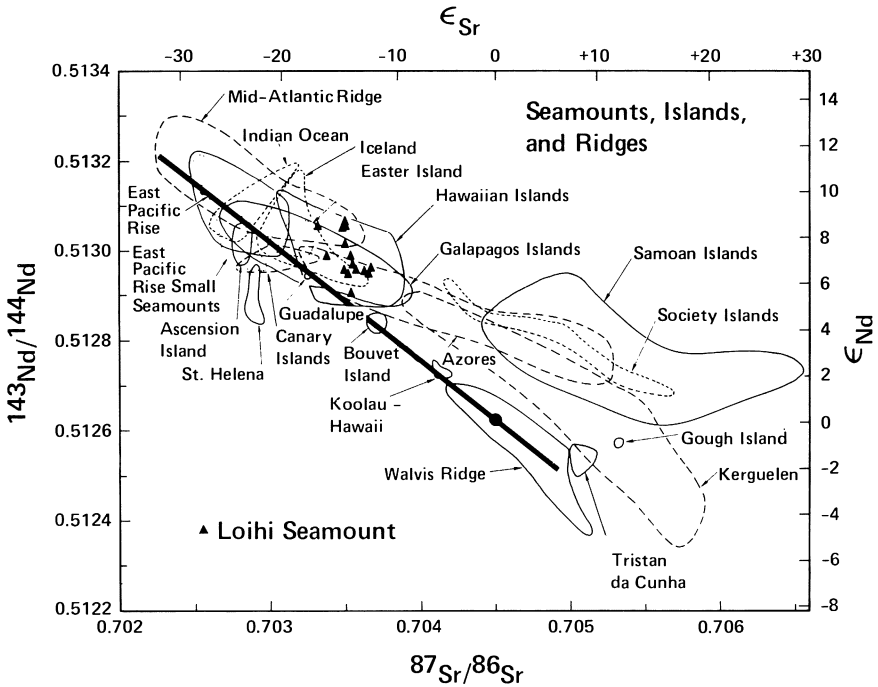 ϵSr
-30 -20 -10 0 +10 +20 +30
0.5134
0.5132
0.5130
0.5128
0.5126
0.5124
0.5122
143Nd/144Nd
14
12
10
8
6
4
2
0
-2
-4
-6
-8
ϵNd
Seamounts, Islands,
and Ridges
Mid-Atlantic Ridge
Indian Ocean
Iceland
Easter Island
Hawaiian Islands
East
Pacific
Rise
Galapagos Islands
Samoan Islands
East
Pacific
Rise Small
Seamounts
Society Islands
Guadalupe
Ascension
Island
Canary
Islands
St. Helena
Bouvet
Island
Azores
Koolau -
Hawaii
Gough Island
Walvis Ridge
Kerguelen
Loihi Seamount
Tristan
da Cunha
0.702 0.703 0.704 0.705 0.706
87Sr/86Sr